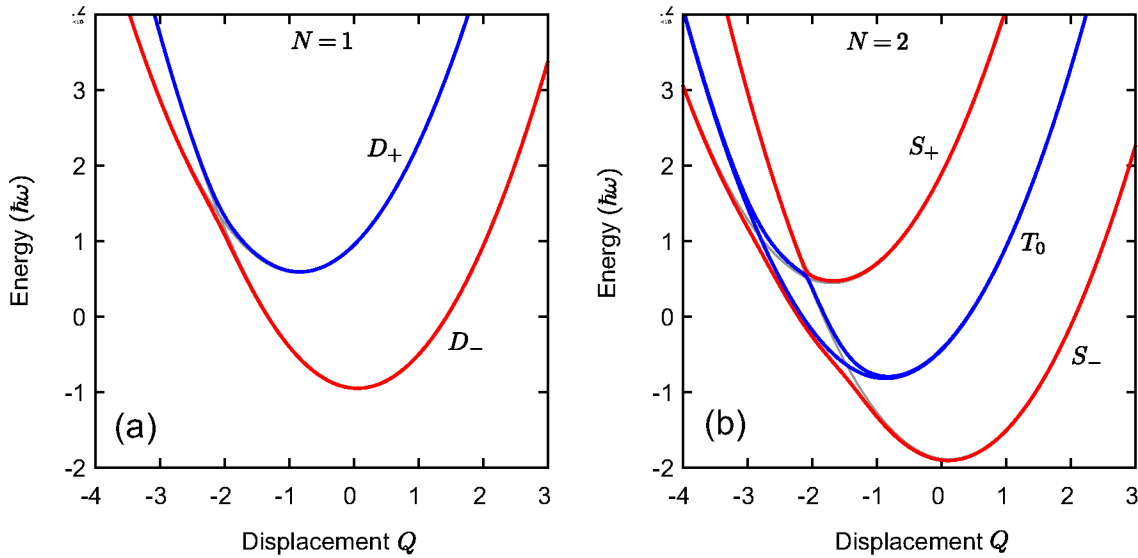 N = 1
D₊
D₋
(a)
3
2
1
0
-1
-2
-4 -3 -2 -1 0 1 2 3
Energy (ħω)
Displacement Q
N = 2
S₊
T₀
S₋
(b)
3
2
1
0
-1
-2
-4 -3 -2 -1 0 1 2 3
Energy (ħω)
Displacement Q